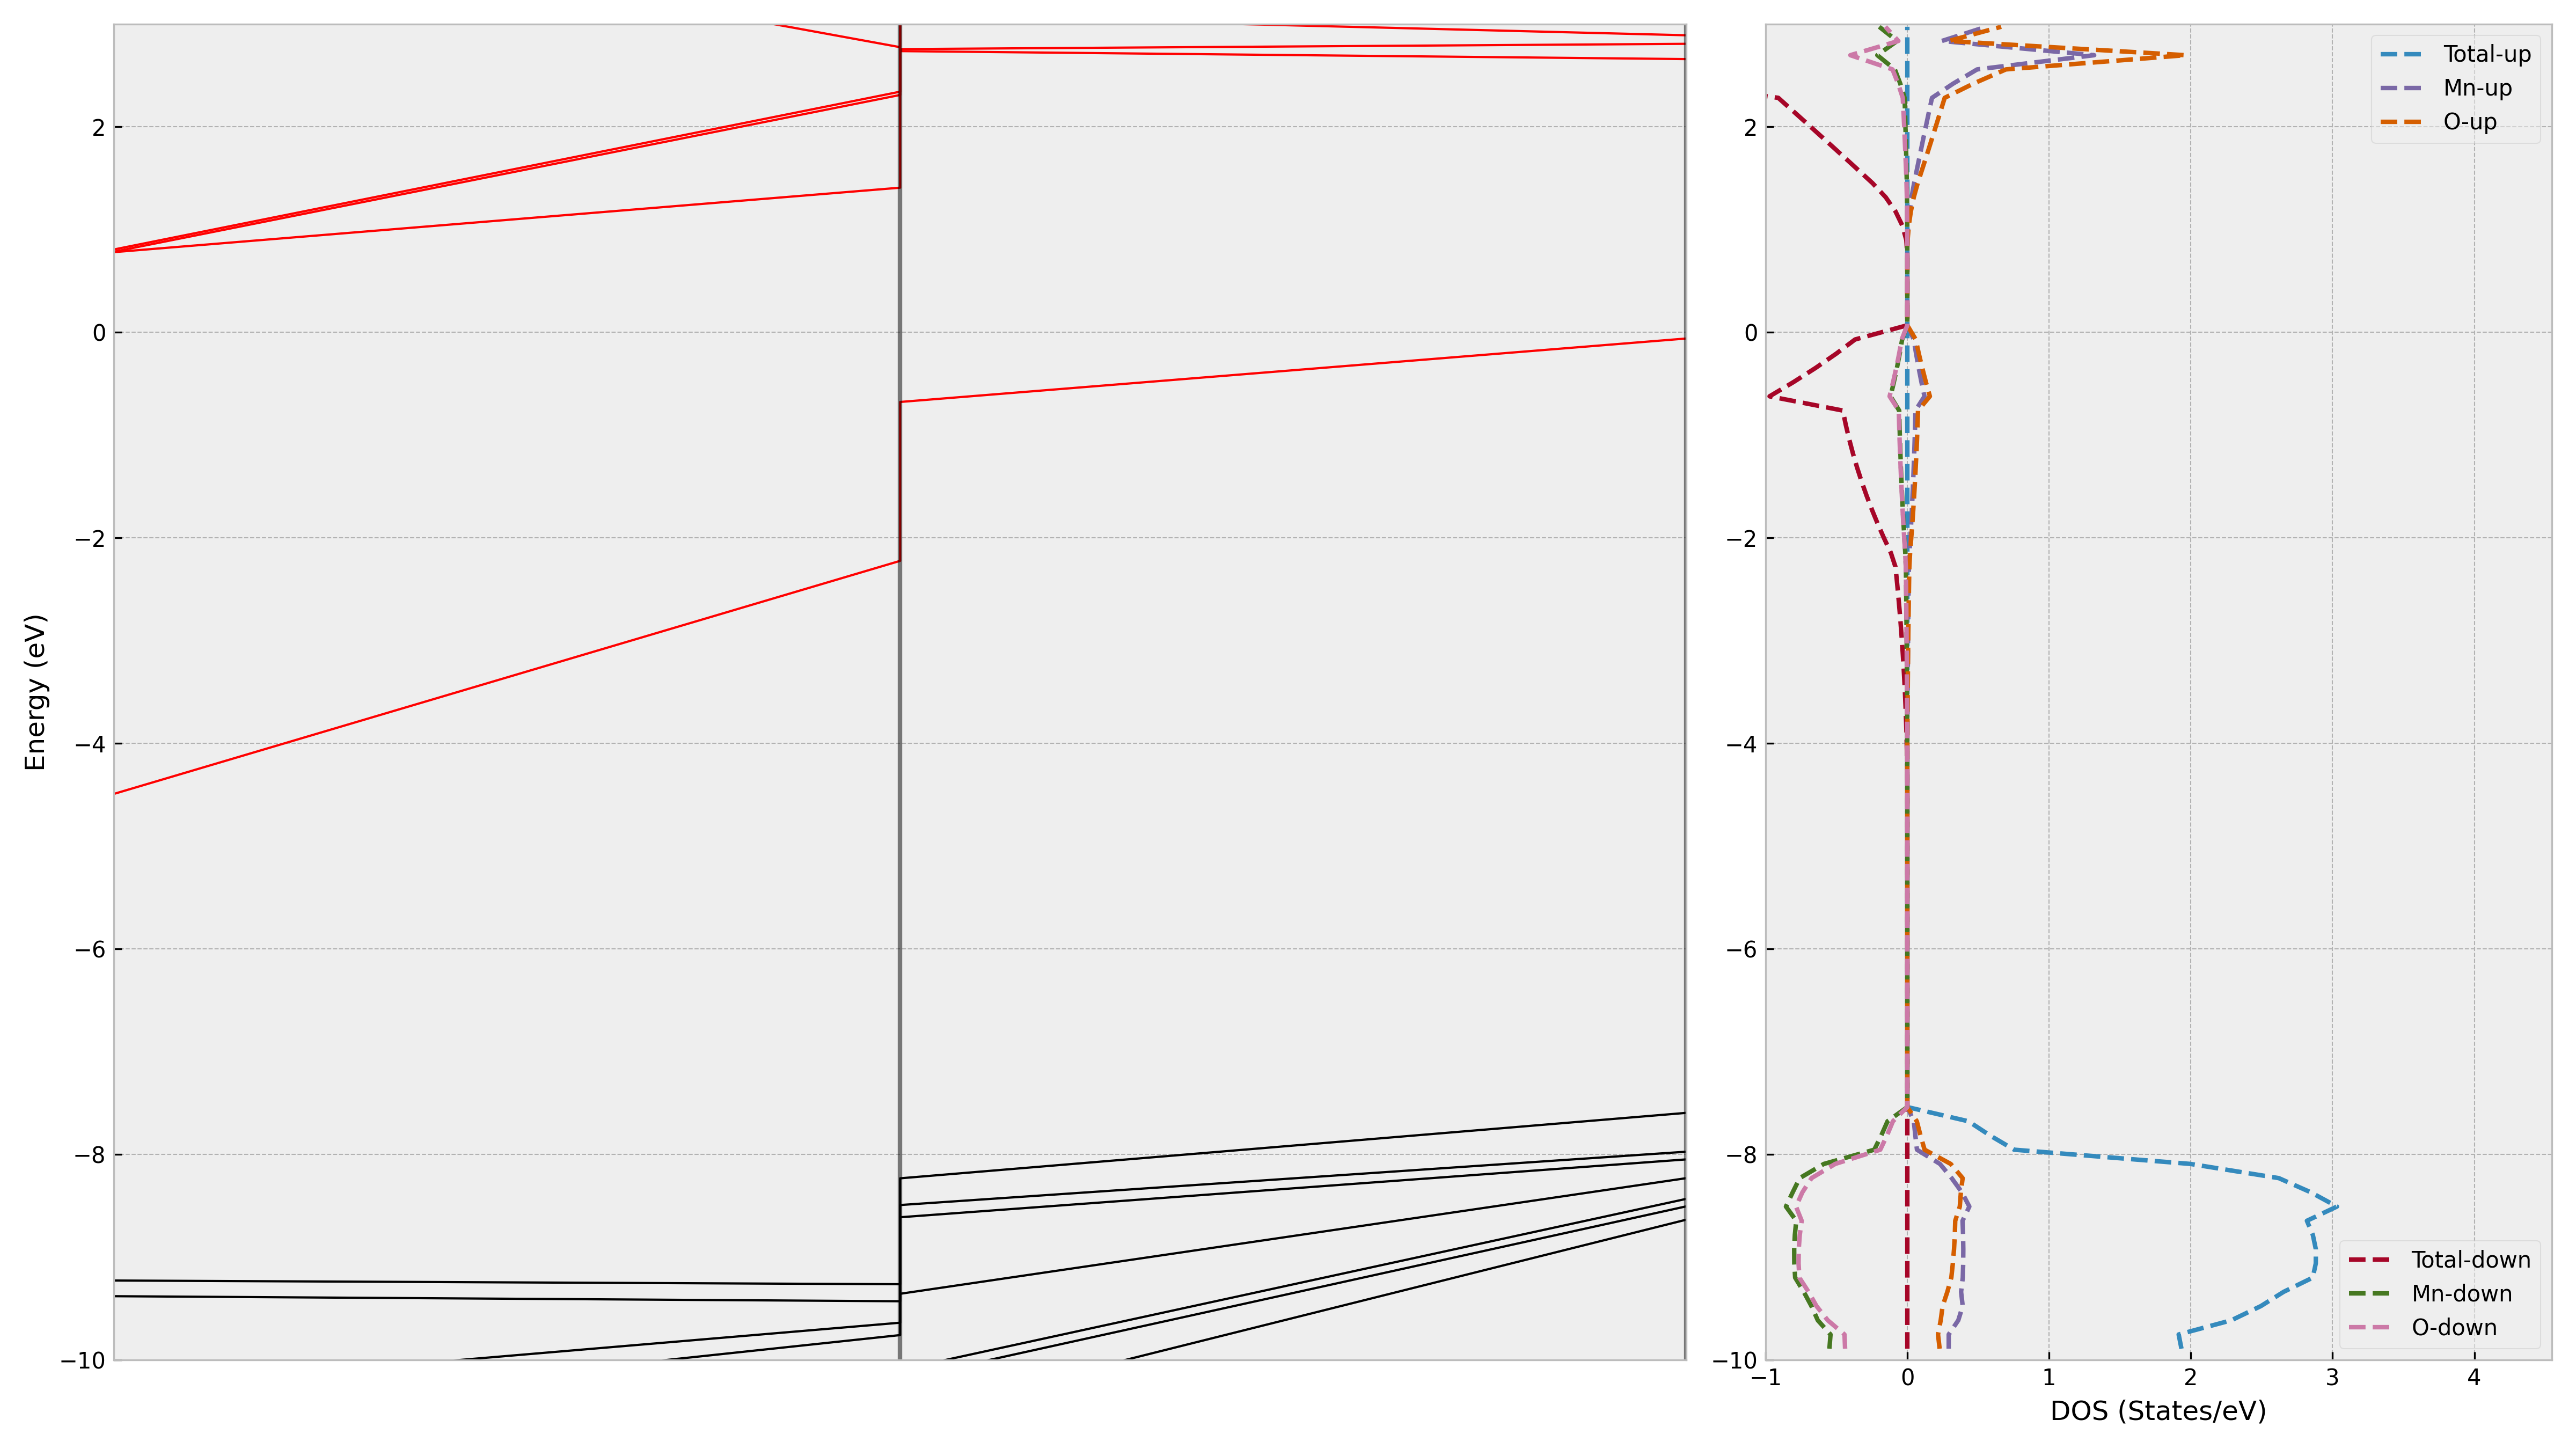 Energy (eV)
2
0
−2
−4
−6
−8
−10
2
0
−2
−4
−6
−8
−10
Total-up
Mn-up
O-up
Total-down
Mn-down
O-down
−1 0 1 2 3 4
DOS (States/eV)